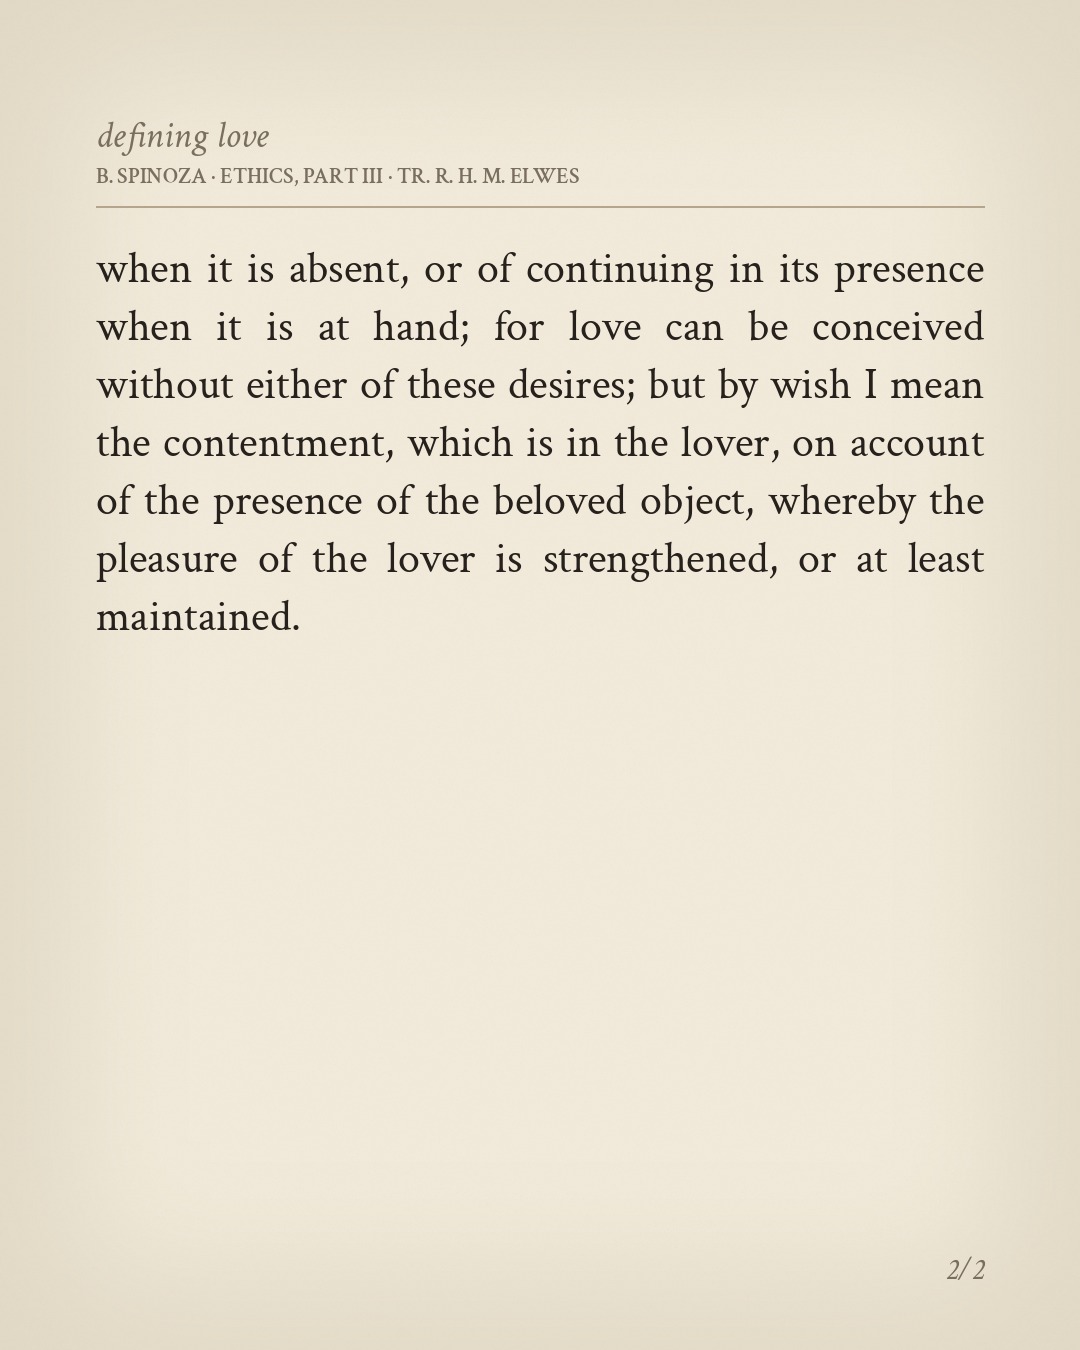 defining love
B. SPINOZA · ETHICS, PART III · TR. R. H. M. ELWES
when it is absent, or of continuing in its presence
when it is at hand; for love can be conceived
without either of these desires; but by wish I mean
the contentment, which is in the lover, on account
of the presence of the beloved object, whereby the
pleasure of the lover is strengthened, or at least
maintained.
2/2